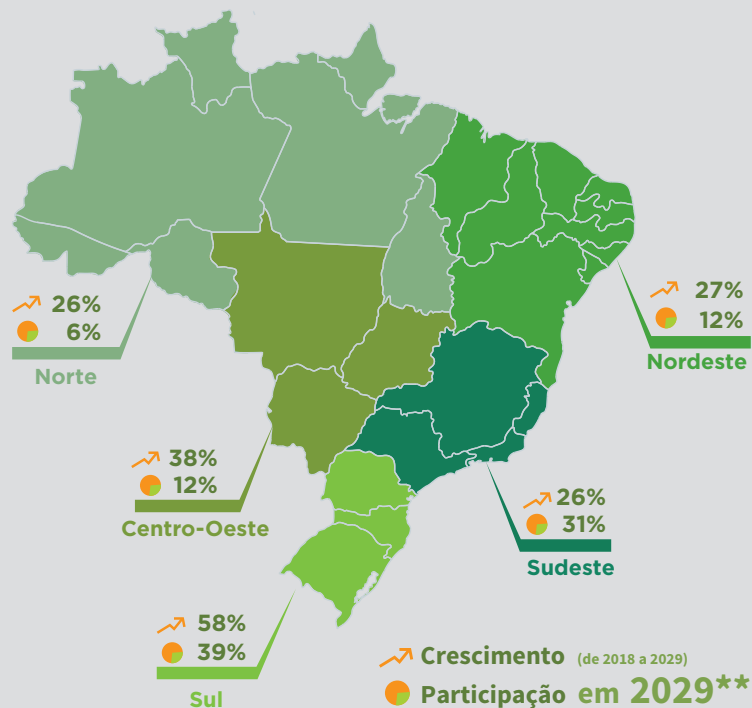 26%
6%
Norte
27%
12%
Nordeste
38%
12%
Centro-Oeste
26%
31%
Sudeste
58%
39%
Sul
Crescimento (de 2018 a 2029)
Participação em 2029**